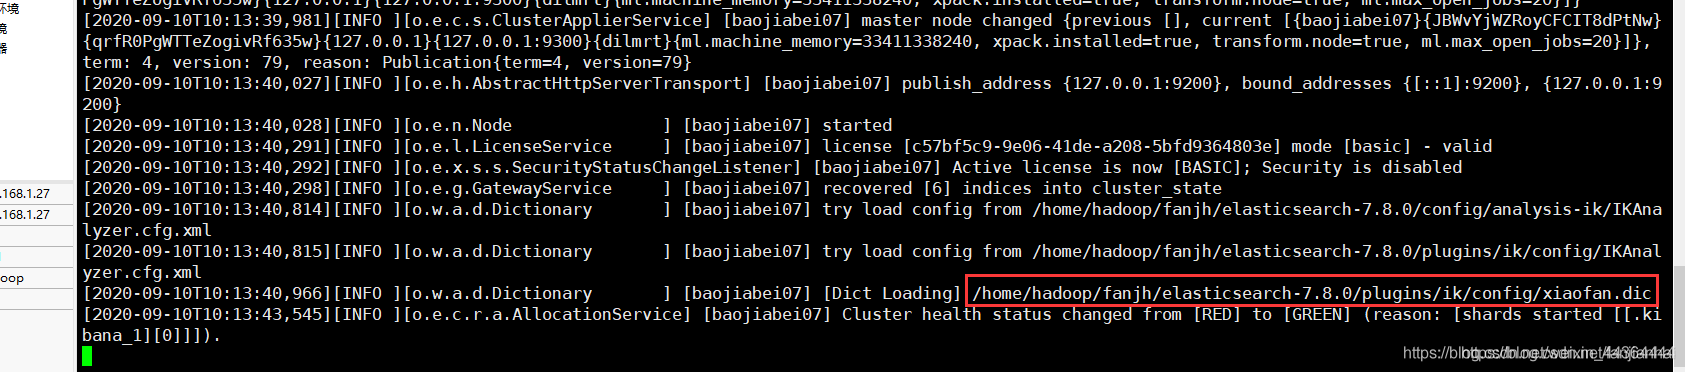 环境
境
器
.168.1.27
.168.1.27
oop
[2020-09-10T10:13:39,981][INFO ][o.e.c.s.ClusterApplierService] [baojiabei07] master node changed {previous [], current [{baojiabei07}{JBWvYjWZRoyCFCIT8dPtNw}
{qrfR0PgWTTeZogivRf635w}{127.0.0.1}{127.0.0.1:9300}{dilmrt}{ml.machine_memory=33411338240, xpack.installed=true, transform.node=true, ml.max_open_jobs=20}]},
term: 4, version: 79, reason: Publication{term=4, version=79}
[2020-09-10T10:13:40,027][INFO ][o.e.h.AbstractHttpServerTransport] [baojiabei07] publish_address {127.0.0.1:9200}, bound_addresses {[::1]:9200}, {127.0.0.1:9
200}
[2020-09-10T10:13:40,028][INFO ][o.e.n.Node               ] [baojiabei07] started
[2020-09-10T10:13:40,291][INFO ][o.e.l.LicenseService     ] [baojiabei07] license [c57bf5c9-9e06-41de-a208-5bfd9364803e] mode [basic] - valid
[2020-09-10T10:13:40,292][INFO ][o.e.x.s.s.SecurityStatusChangeListener] [baojiabei07] Active license is now [BASIC]; Security is disabled
[2020-09-10T10:13:40,298][INFO ][o.e.g.GatewayService     ] [baojiabei07] recovered [6] indices into cluster_state
[2020-09-10T10:13:40,814][INFO ][o.w.a.d.Dictionary       ] [baojiabei07] try load config from /home/hadoop/fanjh/elasticsearch-7.8.0/config/analysis-ik/IKAna
lyzer.cfg.xml
[2020-09-10T10:13:40,815][INFO ][o.w.a.d.Dictionary       ] [baojiabei07] try load config from /home/hadoop/fanjh/elasticsearch-7.8.0/plugins/ik/config/IKAnal
yzer.cfg.xml
[2020-09-10T10:13:40,966][INFO ][o.w.a.d.Dictionary       ] [baojiabei07] [Dict Loading] /home/hadoop/fanjh/elasticsearch-7.8.0/plugins/ik/config/xiaofan.dic
[2020-09-10T10:13:43,545][INFO ][o.e.c.r.a.AllocationService] [baojiabei07] Cluster health status changed from [RED] to [GREEN] (reason: [shards started [[.ki
bana_1][0]]]).